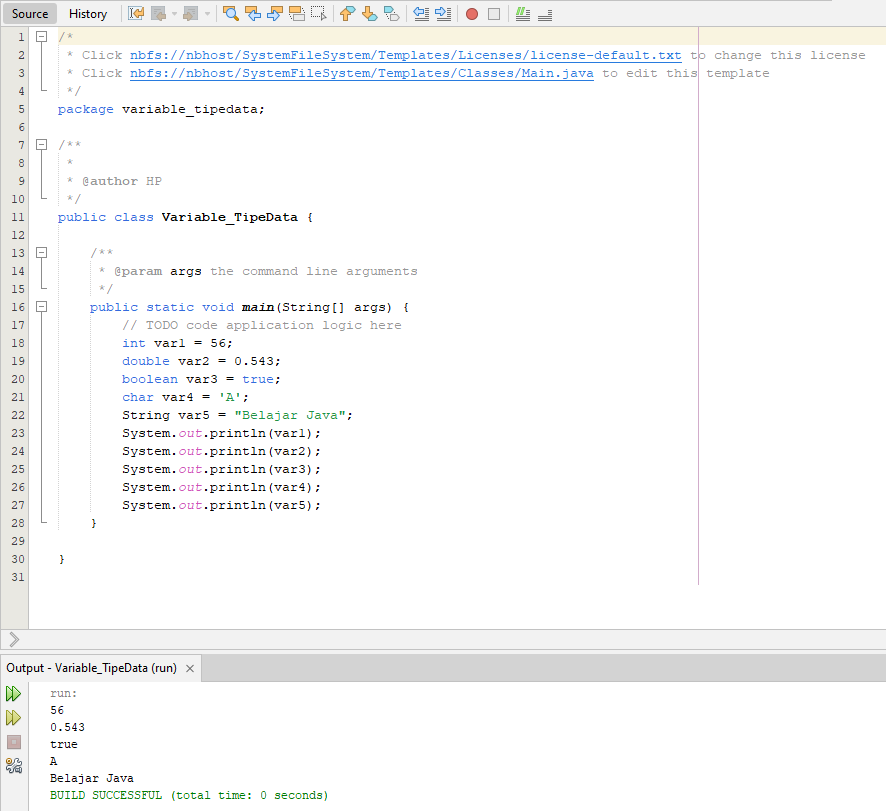 Source History
1 /*
2 * Click nbfs://nbhost/SystemFileSystem/Templates/Licenses/license-default.txt to change this license
3 * Click nbfs://nbhost/SystemFileSystem/Templates/Classes/Main.java to edit this template
4 */
5 package variable_tipedata;
6
7 /**
8 *
9 * @author HP
10 */
11 public class Variable_TipeData {
12
13 /**
14 * @param args the command line arguments
15 */
16 public static void main(String[] args) {
17 // TODO code application logic here
18 int var1 = 56;
19 double var2 = 0.543;
20 boolean var3 = true;
21 char var4 = 'A';
22 String var5 = "Belajar Java";
23 System.out.println(var1);
24 System.out.println(var2);
25 System.out.println(var3);
26 System.out.println(var4);
27 System.out.println(var5);
28 }
29
30 }
31
Output - Variable_TipeData (run) ×
run:
56
0.543
true
A
Belajar Java
BUILD SUCCESSFUL (total time: 0 seconds)